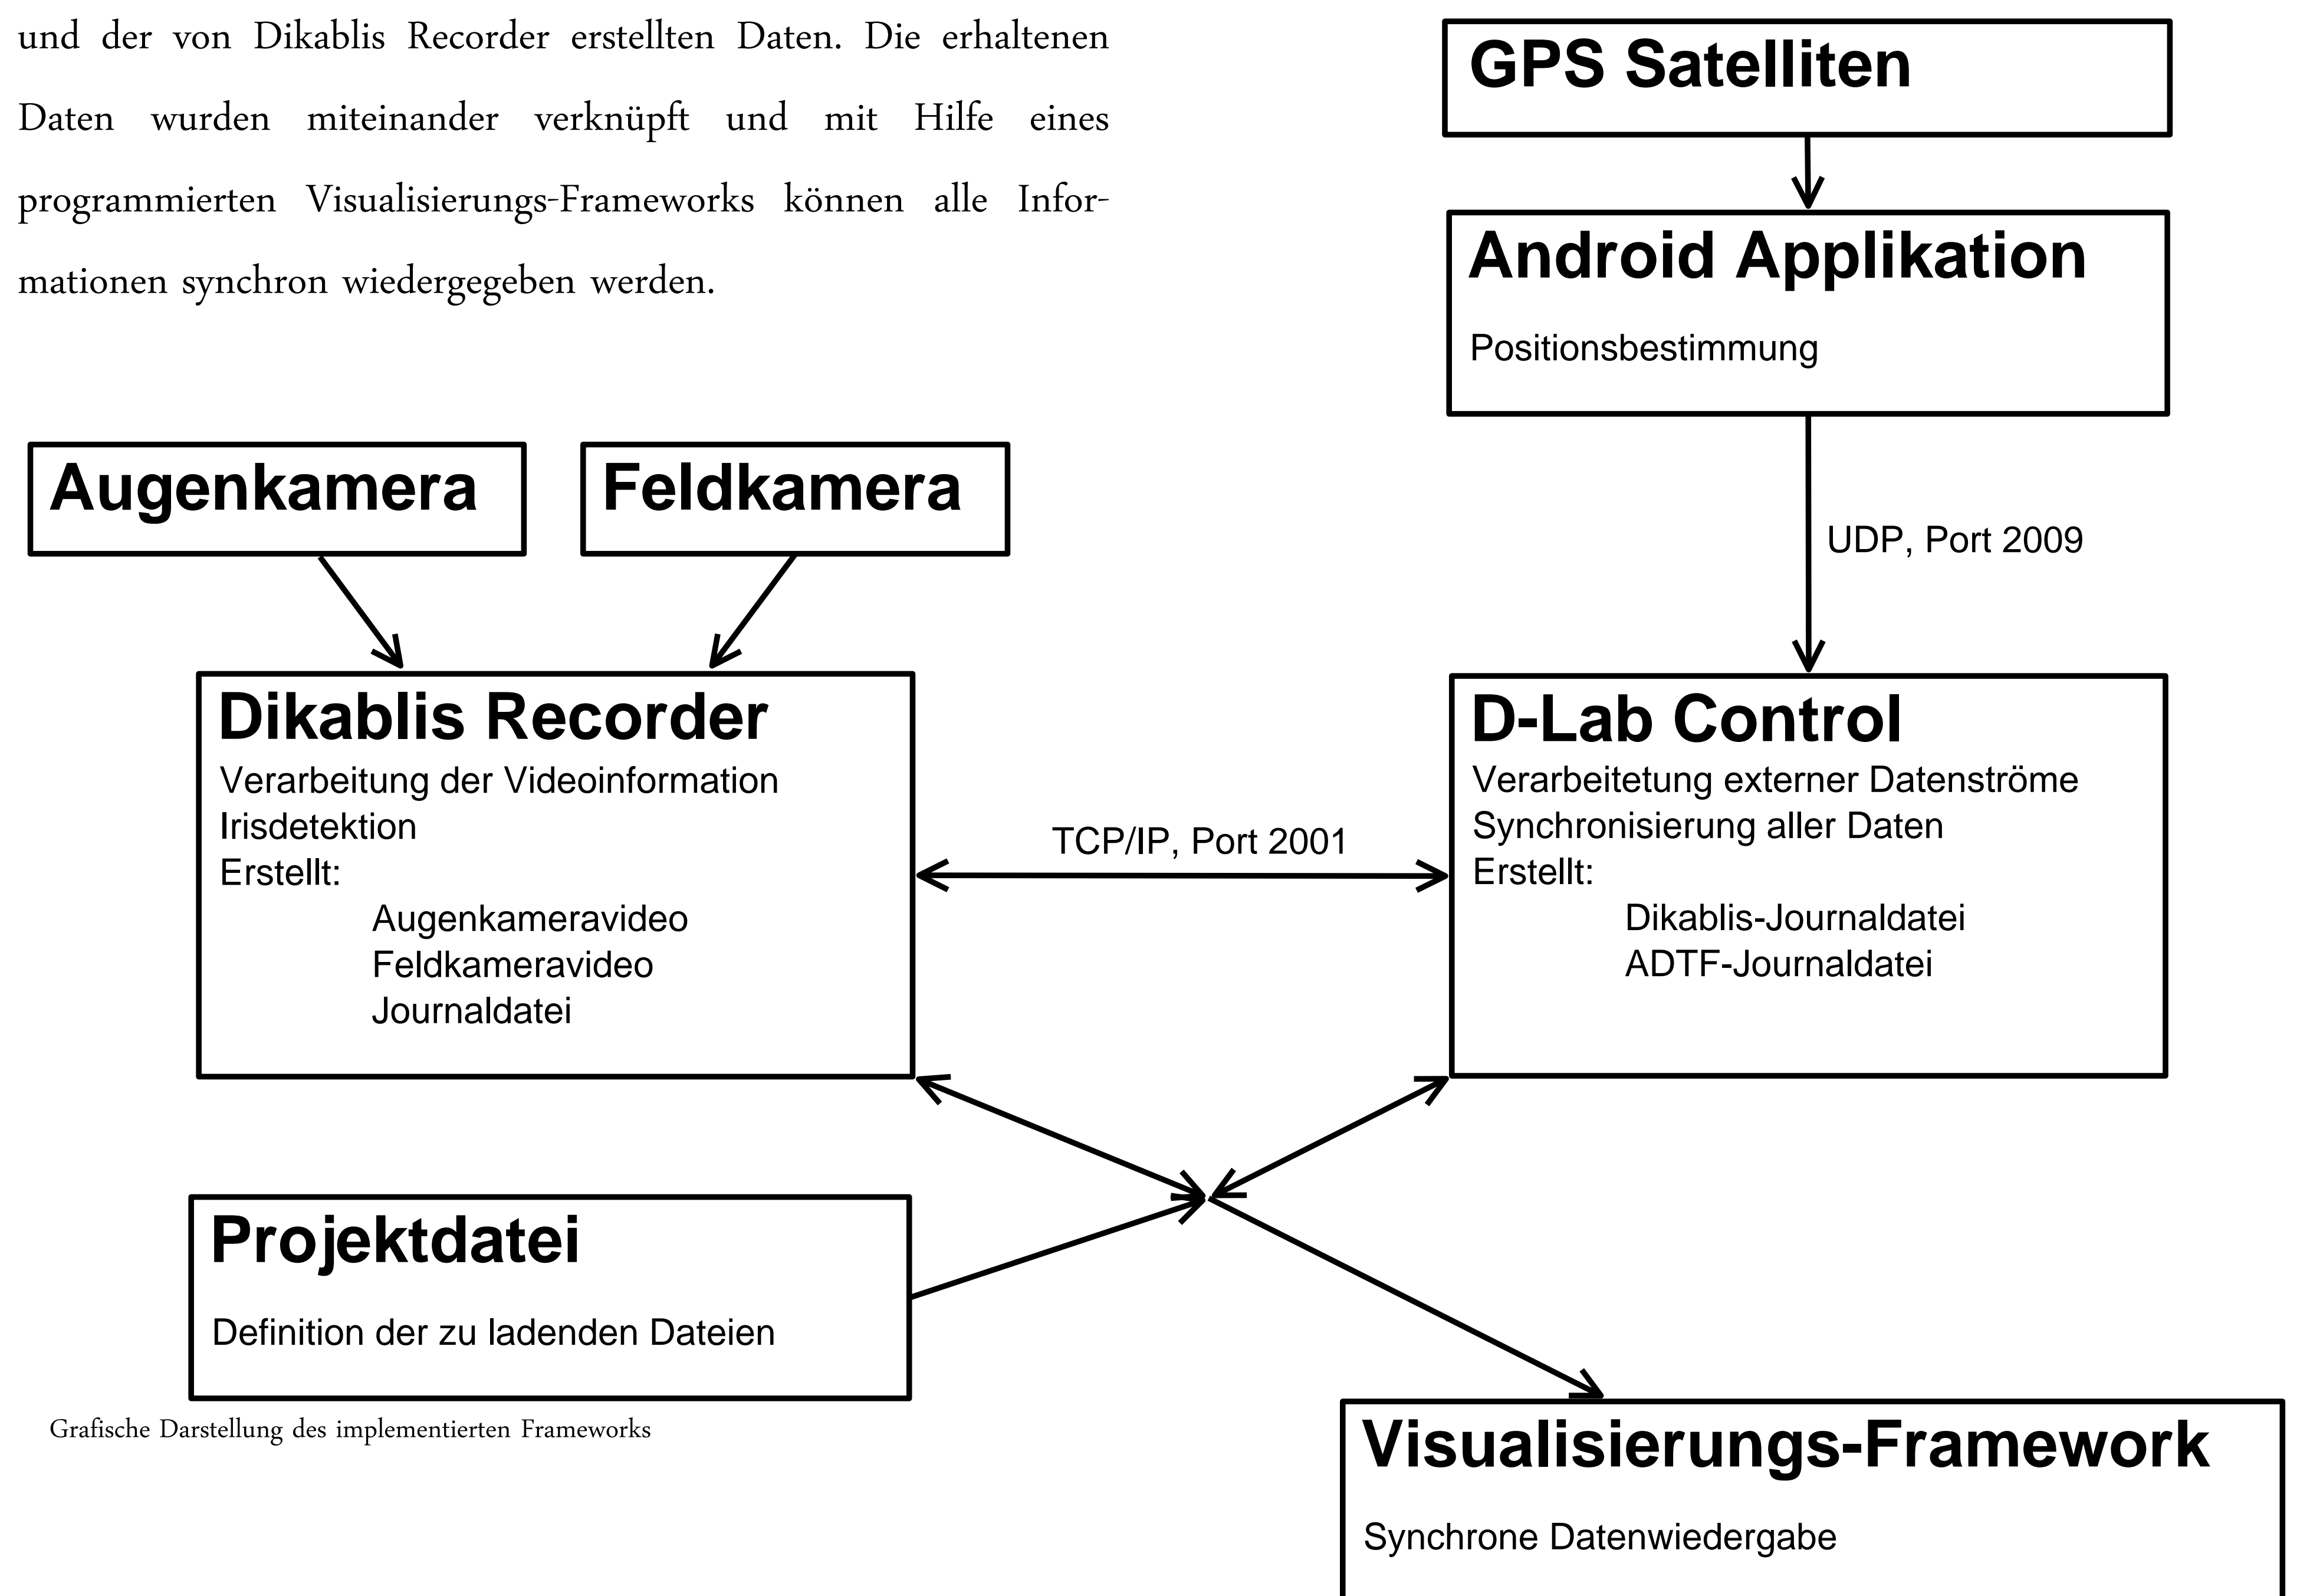 und der von Dikablis Recorder erstellten Daten. Die erhaltenen
Daten wurden miteinander verknüpft und mit Hilfe eines
programmierten Visualisierungs-Frameworks können alle Infor-
mationen synchron wiedergegeben werden.
GPS Satelliten
Android Applikation
Positionsbestimmung
Augenkamera
Feldkamera
UDP, Port 2009
Dikablis Recorder
Verarbeitung der Videoinformation
Irisdetektion
Erstellt:
Augenkameravideo
Feldkameravideo
Journaldatei
TCP/IP, Port 2001
D-Lab Control
Verarbeitetung externer Datenströme
Synchronisierung aller Daten
Erstellt:
Dikablis-Journaldatei
ADTF-Journaldatei
Projektdatei
Definition der zu ladenden Dateien
Grafische Darstellung des implementierten Frameworks
Visualisierungs-Framework
Synchrone Datenwiedergabe